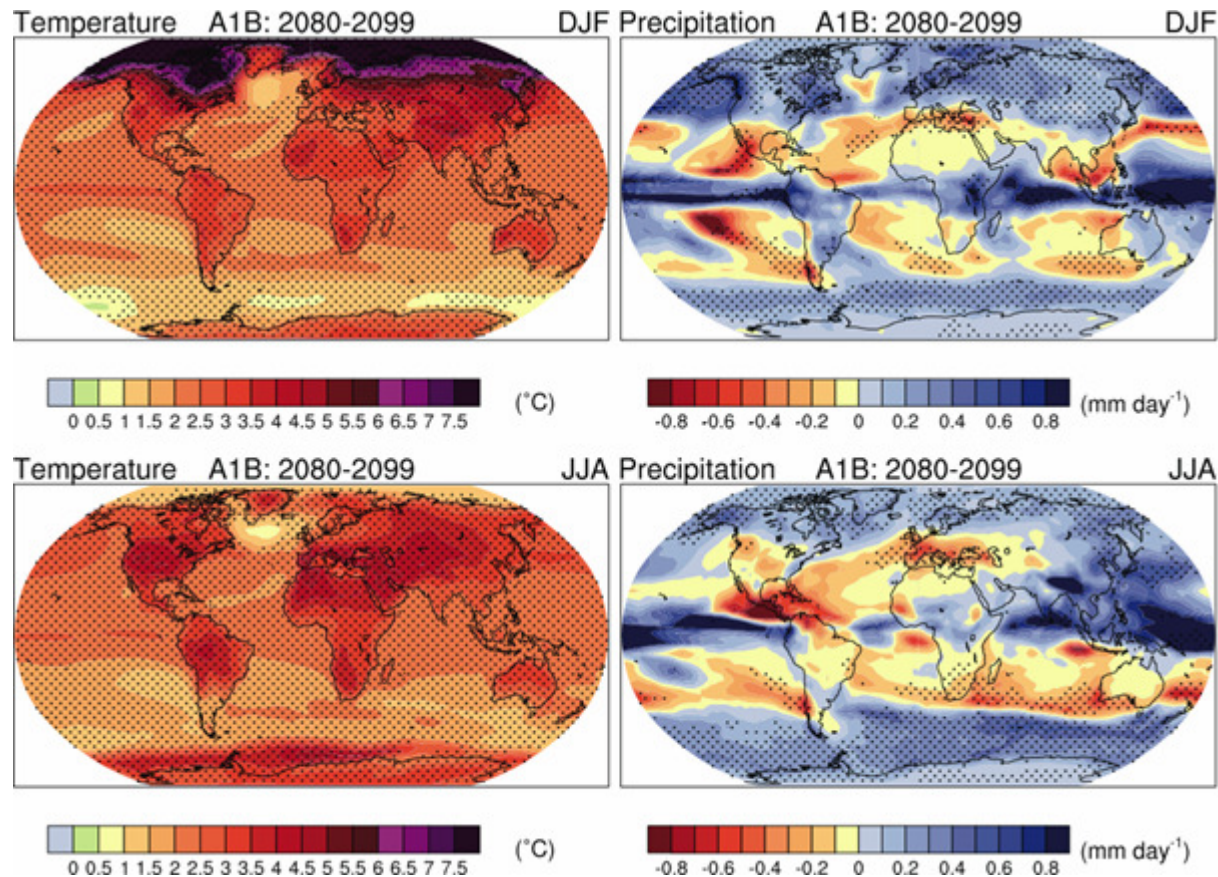 Temperature A1B: 2080-2099 DJF
Precipitation A1B: 2080-2099 DJF
0 0.5 1 1.5 2 2.5 3 3.5 4 4.5 5 5.5 6 6.5 7 7.5 (°C)
-0.8 -0.6 -0.4 -0.2 0 0.2 0.4 0.6 0.8 (mm day-1)
Temperature A1B: 2080-2099 JJA
Precipitation A1B: 2080-2099 JJA
0 0.5 1 1.5 2 2.5 3 3.5 4 4.5 5 5.5 6 6.5 7 7.5 (°C)
-0.8 -0.6 -0.4 -0.2 0 0.2 0.4 0.6 0.8 (mm day-1)